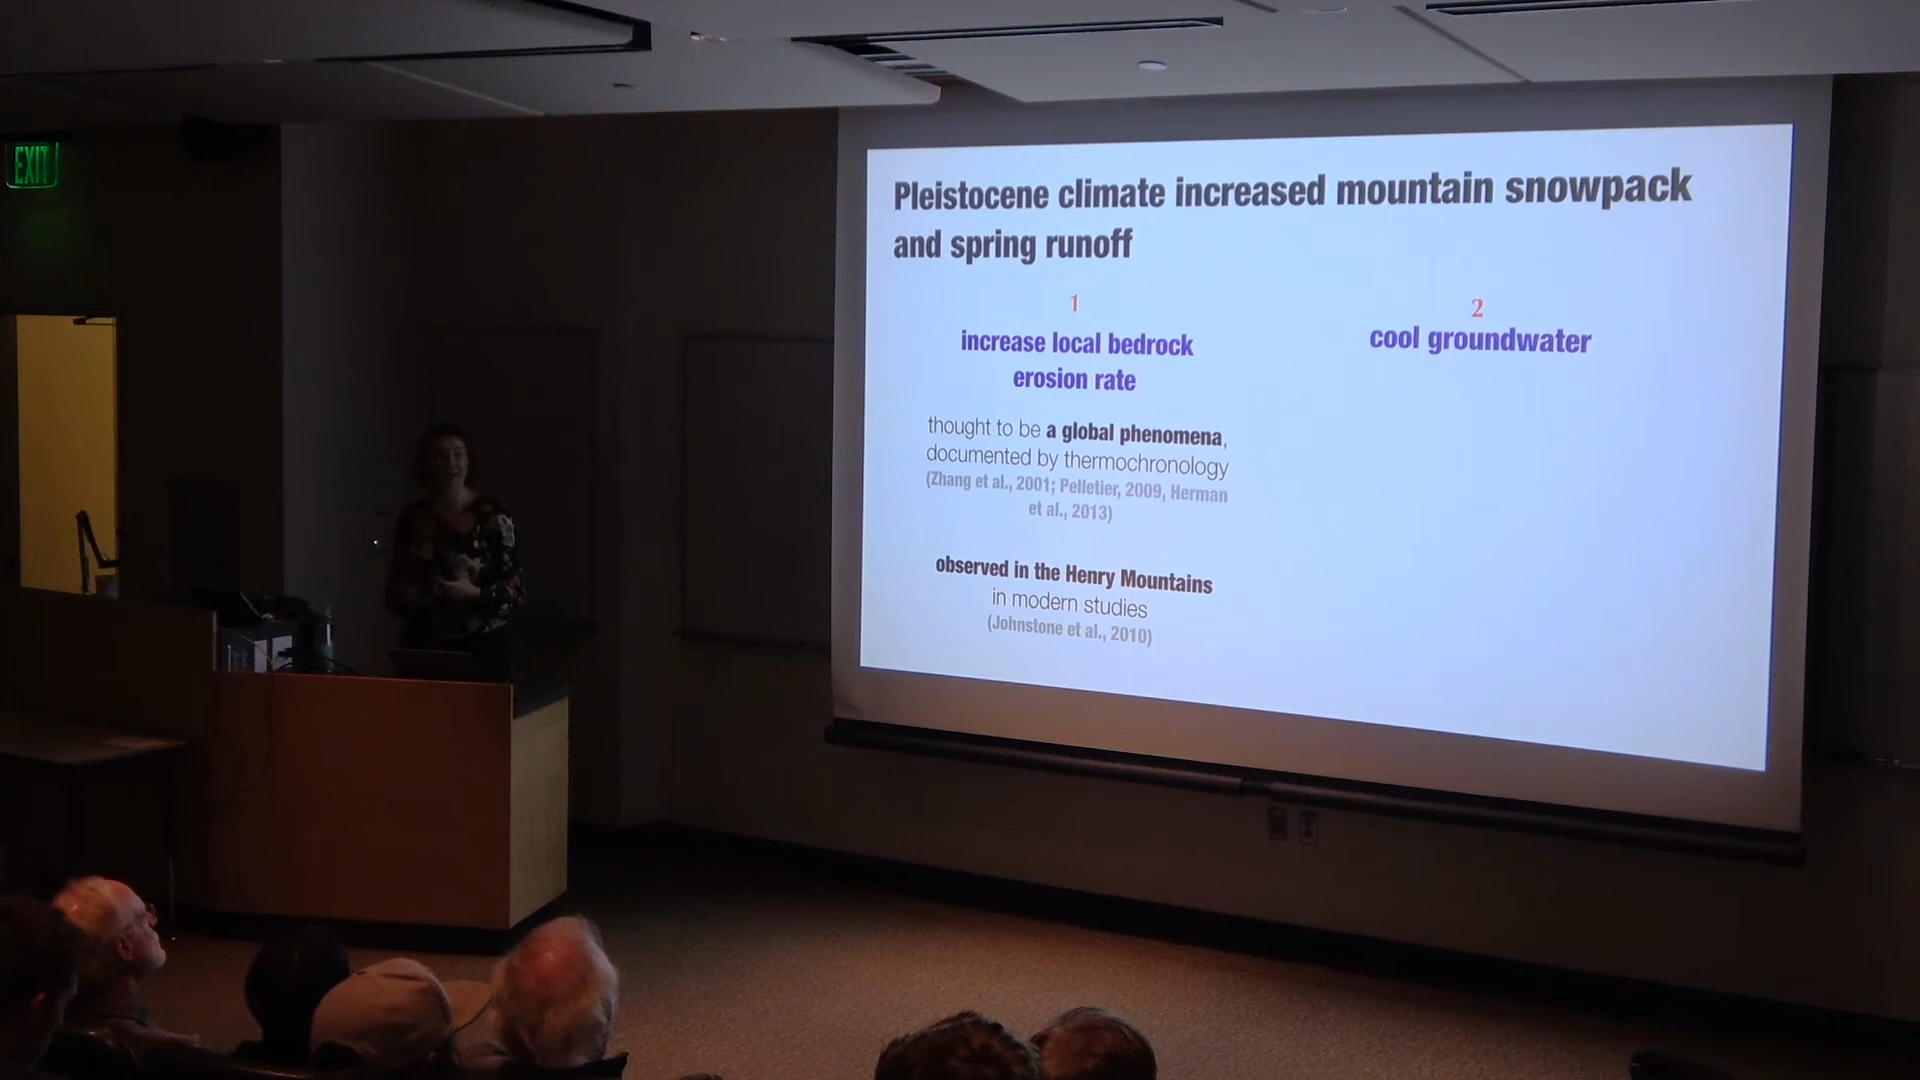 EXIT
Pleistocene climate increased mountain snowpack
and spring runoff
1
increase local bedrock
erosion rate
thought to be a global phenomena,
documented by thermochronology
(Zhang et al., 2001; Pelletier, 2009, Herman
et al., 2013)
observed in the Henry Mountains
in modern studies
(Johnstone et al., 2010)
2
cool groundwater